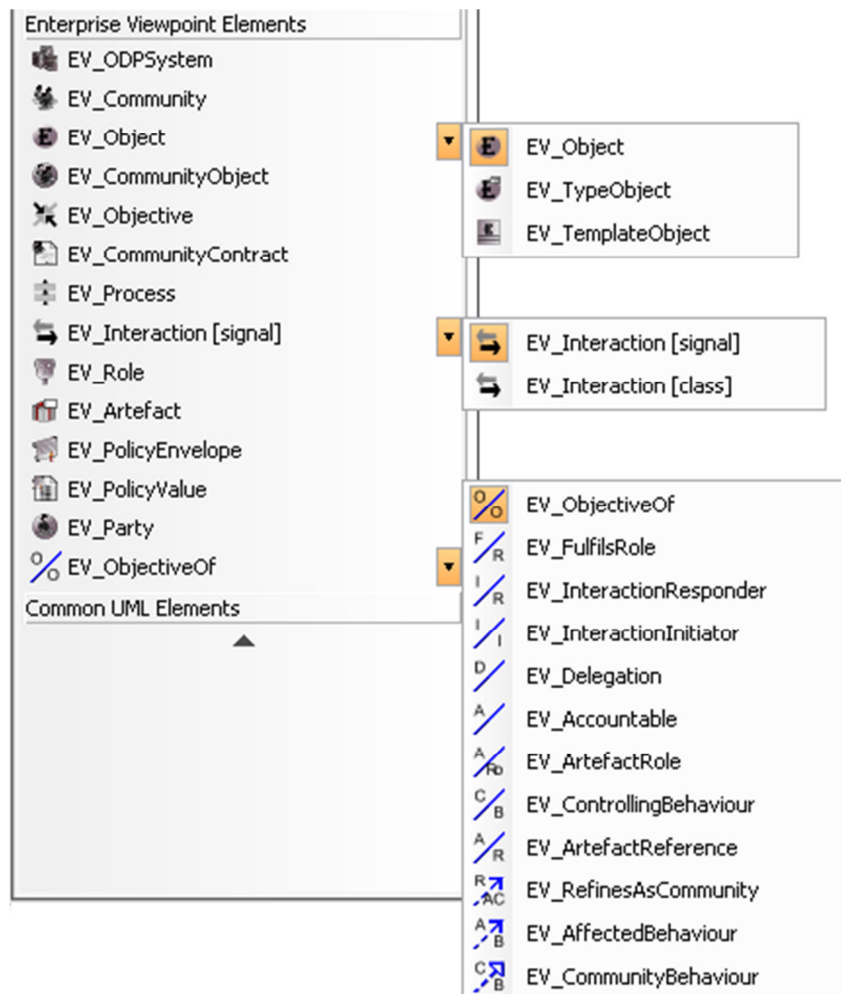 Enterprise Viewpoint Elements
EV_ODPSystem
EV_Community
EV_Object
EV_CommunityObject
EV_Objective
EV_CommunityContract
EV_Process
EV_Interaction [signal]
EV_Role
EV_Artefact
EV_PolicyEnvelope
EV_PolicyValue
EV_Party
O/O EV_ObjectiveOf
Common UML Elements
E EV_Object
E EV_TypeObject
E EV_TemplateObject
EV_Interaction [signal]
EV_Interaction [class]
O/O EV_ObjectiveOf
F/R EV_FulfilsRole
I/R EV_InteractionResponder
I/I EV_InteractionInitiator
D/ EV_Delegation
A/ EV_Accountable
A/Ro EV_ArtefactRole
C/B EV_ControllingBehaviour
A/R EV_ArtefactReference
R AC EV_RefinesAsCommunity
A B EV_AffectedBehaviour
C B EV_CommunityBehaviour